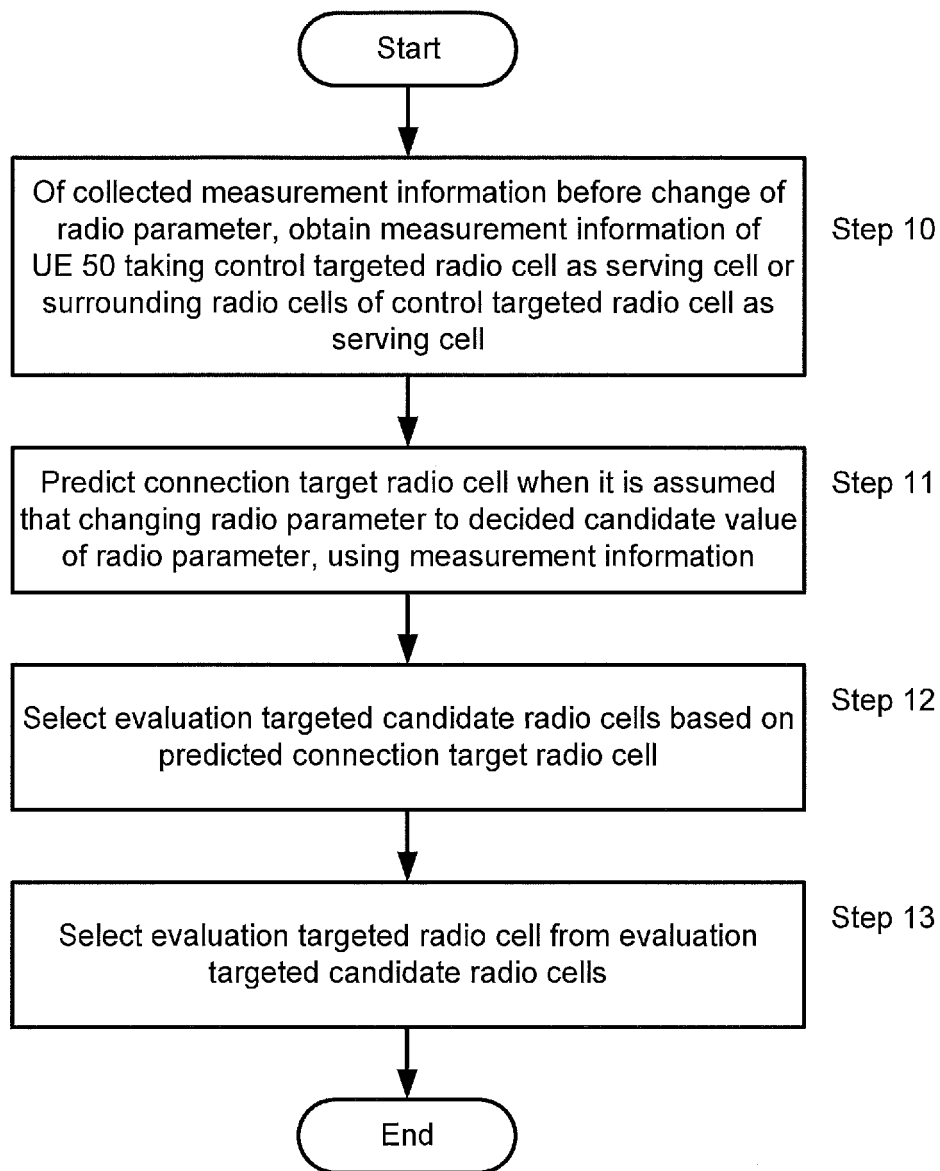 Start
Of collected measurement information before change of
radio parameter, obtain measurement information of
UE 50 taking control targeted radio cell as serving cell or
surrounding radio cells of control targeted radio cell as
serving cell
Step 10
Predict connection target radio cell when it is assumed
that changing radio parameter to decided candidate value
of radio parameter, using measurement information
Step 11
Select evaluation targeted candidate radio cells based on
predicted connection target radio cell
Step 12
Select evaluation targeted radio cell from evaluation
targeted candidate radio cells
Step 13
End